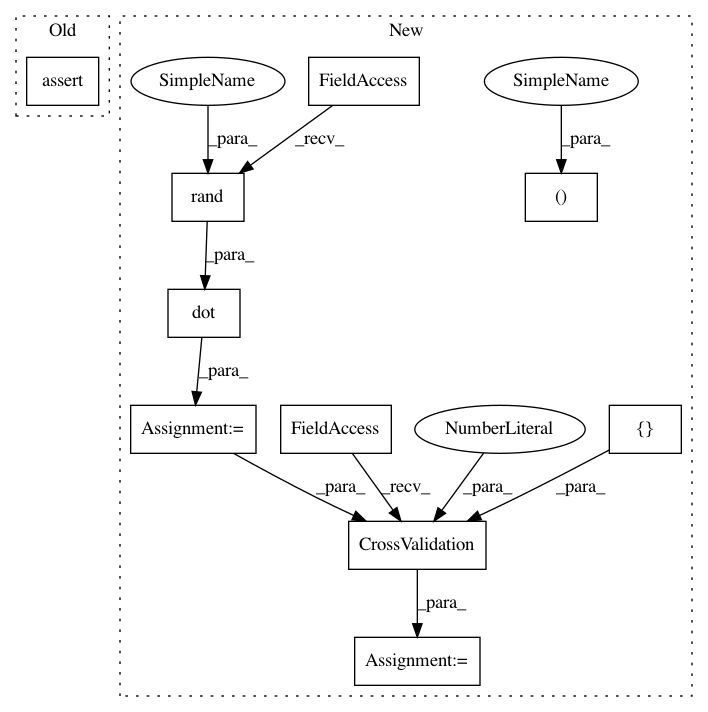 Old
New
assert
SimpleName
FieldAccess
SimpleName
_para_
_recv_
_para_
rand
()
_para_
dot
_para_
Assignment:=
FieldAccess
NumberLiteral
{}
_para_
_recv_
_para_
_para_
CrossValidation
_para_
Assignment:=